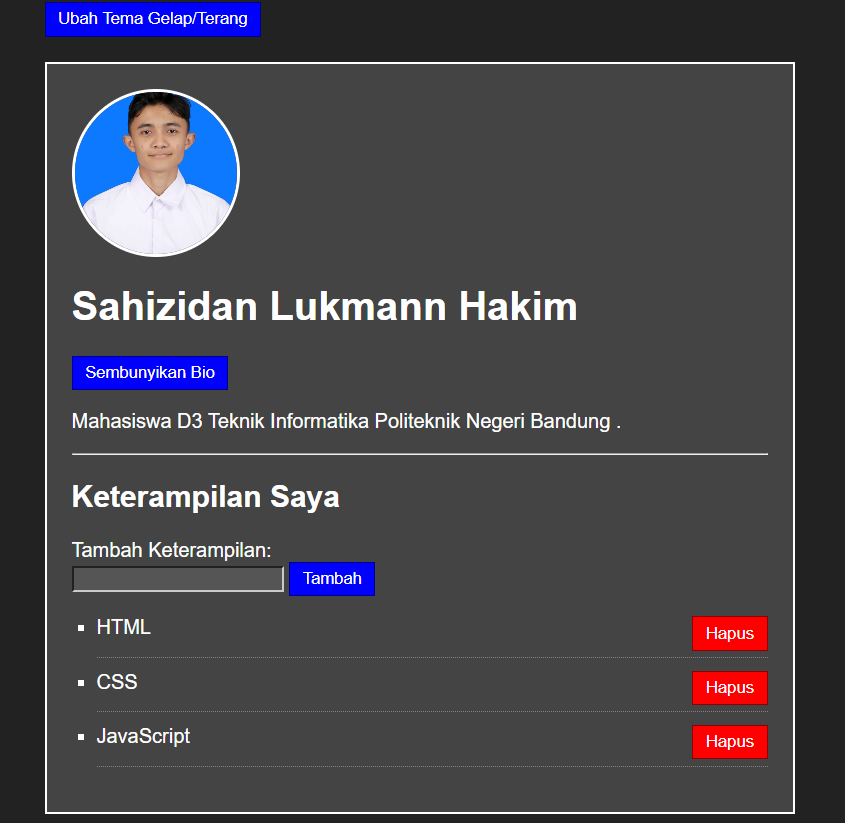 Ubah Tema Gelap/Terang
Sahizidan Lukmann Hakim
Sembunyikan Bio
Mahasiswa D3 Teknik Informatika Politeknik Negeri Bandung .
Keterampilan Saya
Tambah Keterampilan:
Tambah
HTML Hapus
CSS Hapus
JavaScript Hapus